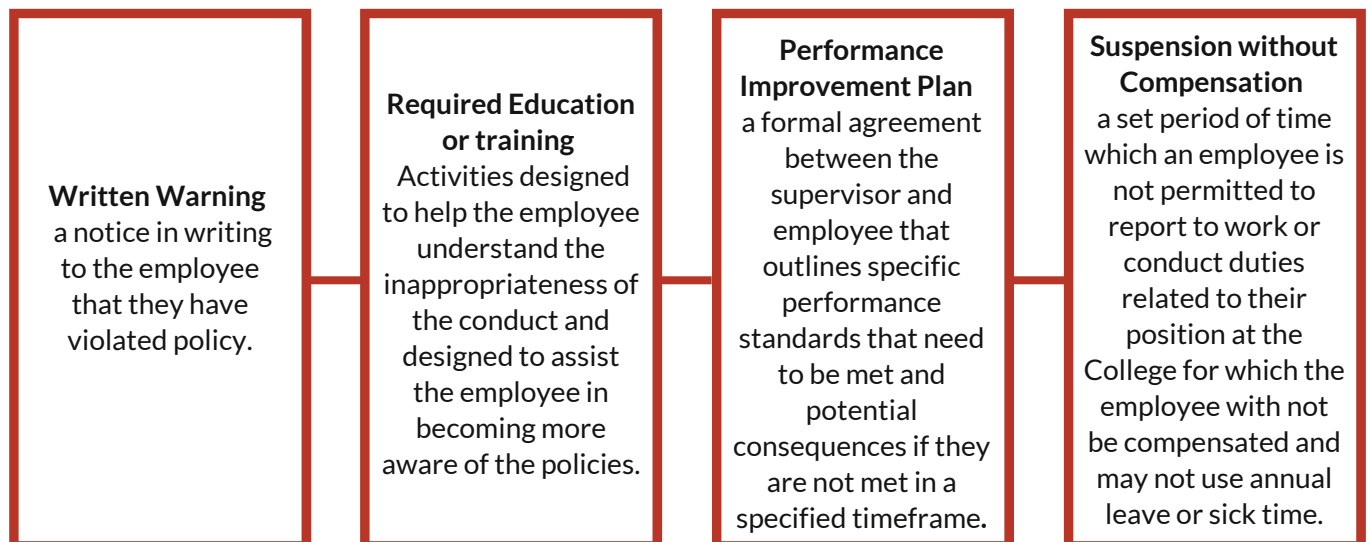 Written Warning
a notice in writing
to the employee
that they have
violated policy.
Required Education
or training
Activities designed
to help the employee
understand the
inappropriateness of
the conduct and
designed to assist
the employee in
becoming more
aware of the policies.
Performance
Improvement Plan
a formal agreement
between the
supervisor and
employee that
outlines specific
performance
standards that need
to be met and
potential
consequences if they
are not met in a
specified timeframe.
Suspension without
Compensation
a set period of time
which an employee is
not permitted to
report to work or
conduct duties
related to their
position at the
College for which the
employee with not
be compensated and
may not use annual
leave or sick time.